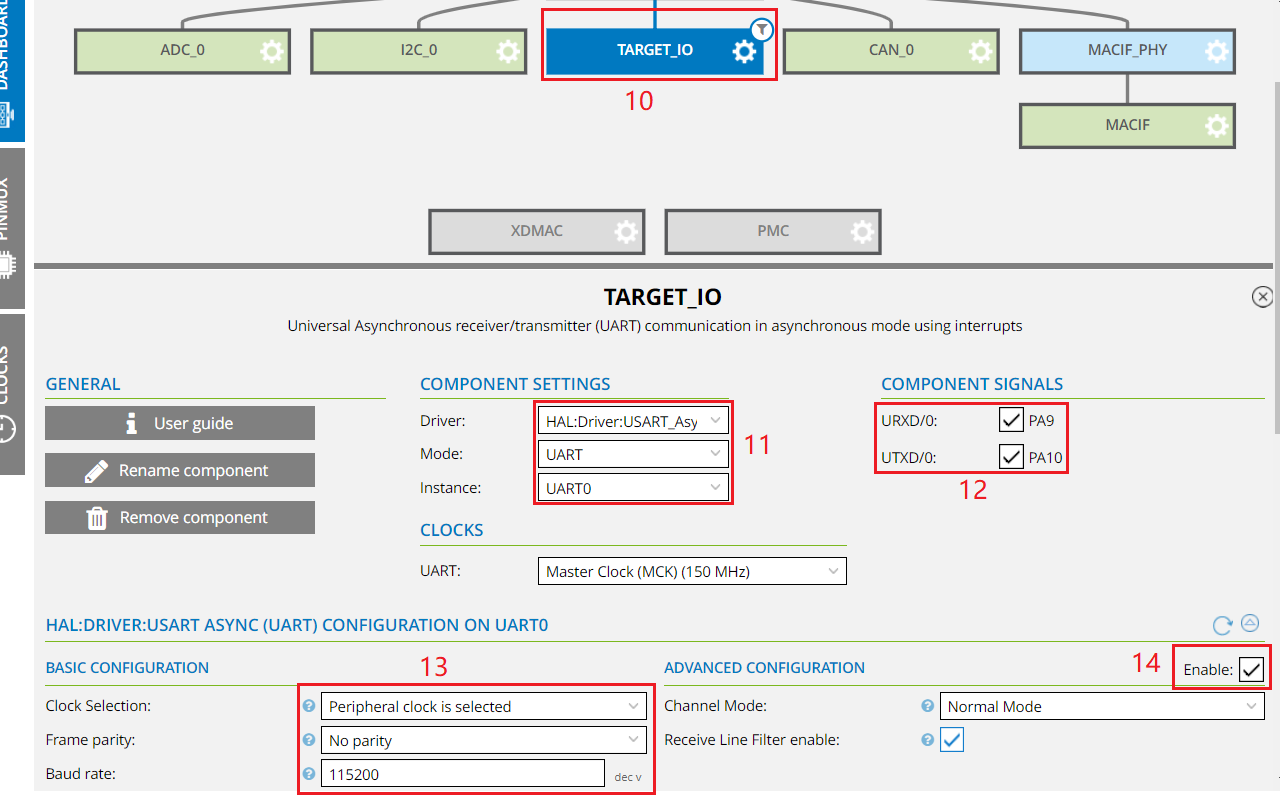 DASHBOARD
PINMUX
CLOCKS
ADC_0
I2C_0
TARGET_IO
CAN_0
MACIF_PHY
10
MACIF
XDMAC
PMC
TARGET_IO
Universal Asynchronous receiver/transmitter (UART) communication in asynchronous mode using interrupts
GENERAL
User guide
Rename component
Remove component
COMPONENT SETTINGS
Driver: HAL:Driver:USART_Asy
Mode: UART
Instance: UART0
11
CLOCKS
UART: Master Clock (MCK) (150 MHz)
COMPONENT SIGNALS
URXD/0: PA9
UTXD/0: PA10
12
HAL:DRIVER:USART ASYNC (UART) CONFIGURATION ON UART0
BASIC CONFIGURATION
13
Clock Selection: ? Peripheral clock is selected
Frame parity: ? No parity
Baud rate: ? 115200 dec v
ADVANCED CONFIGURATION
14
Enable:
Channel Mode: ? Normal Mode
Receive Line Filter enable: ?